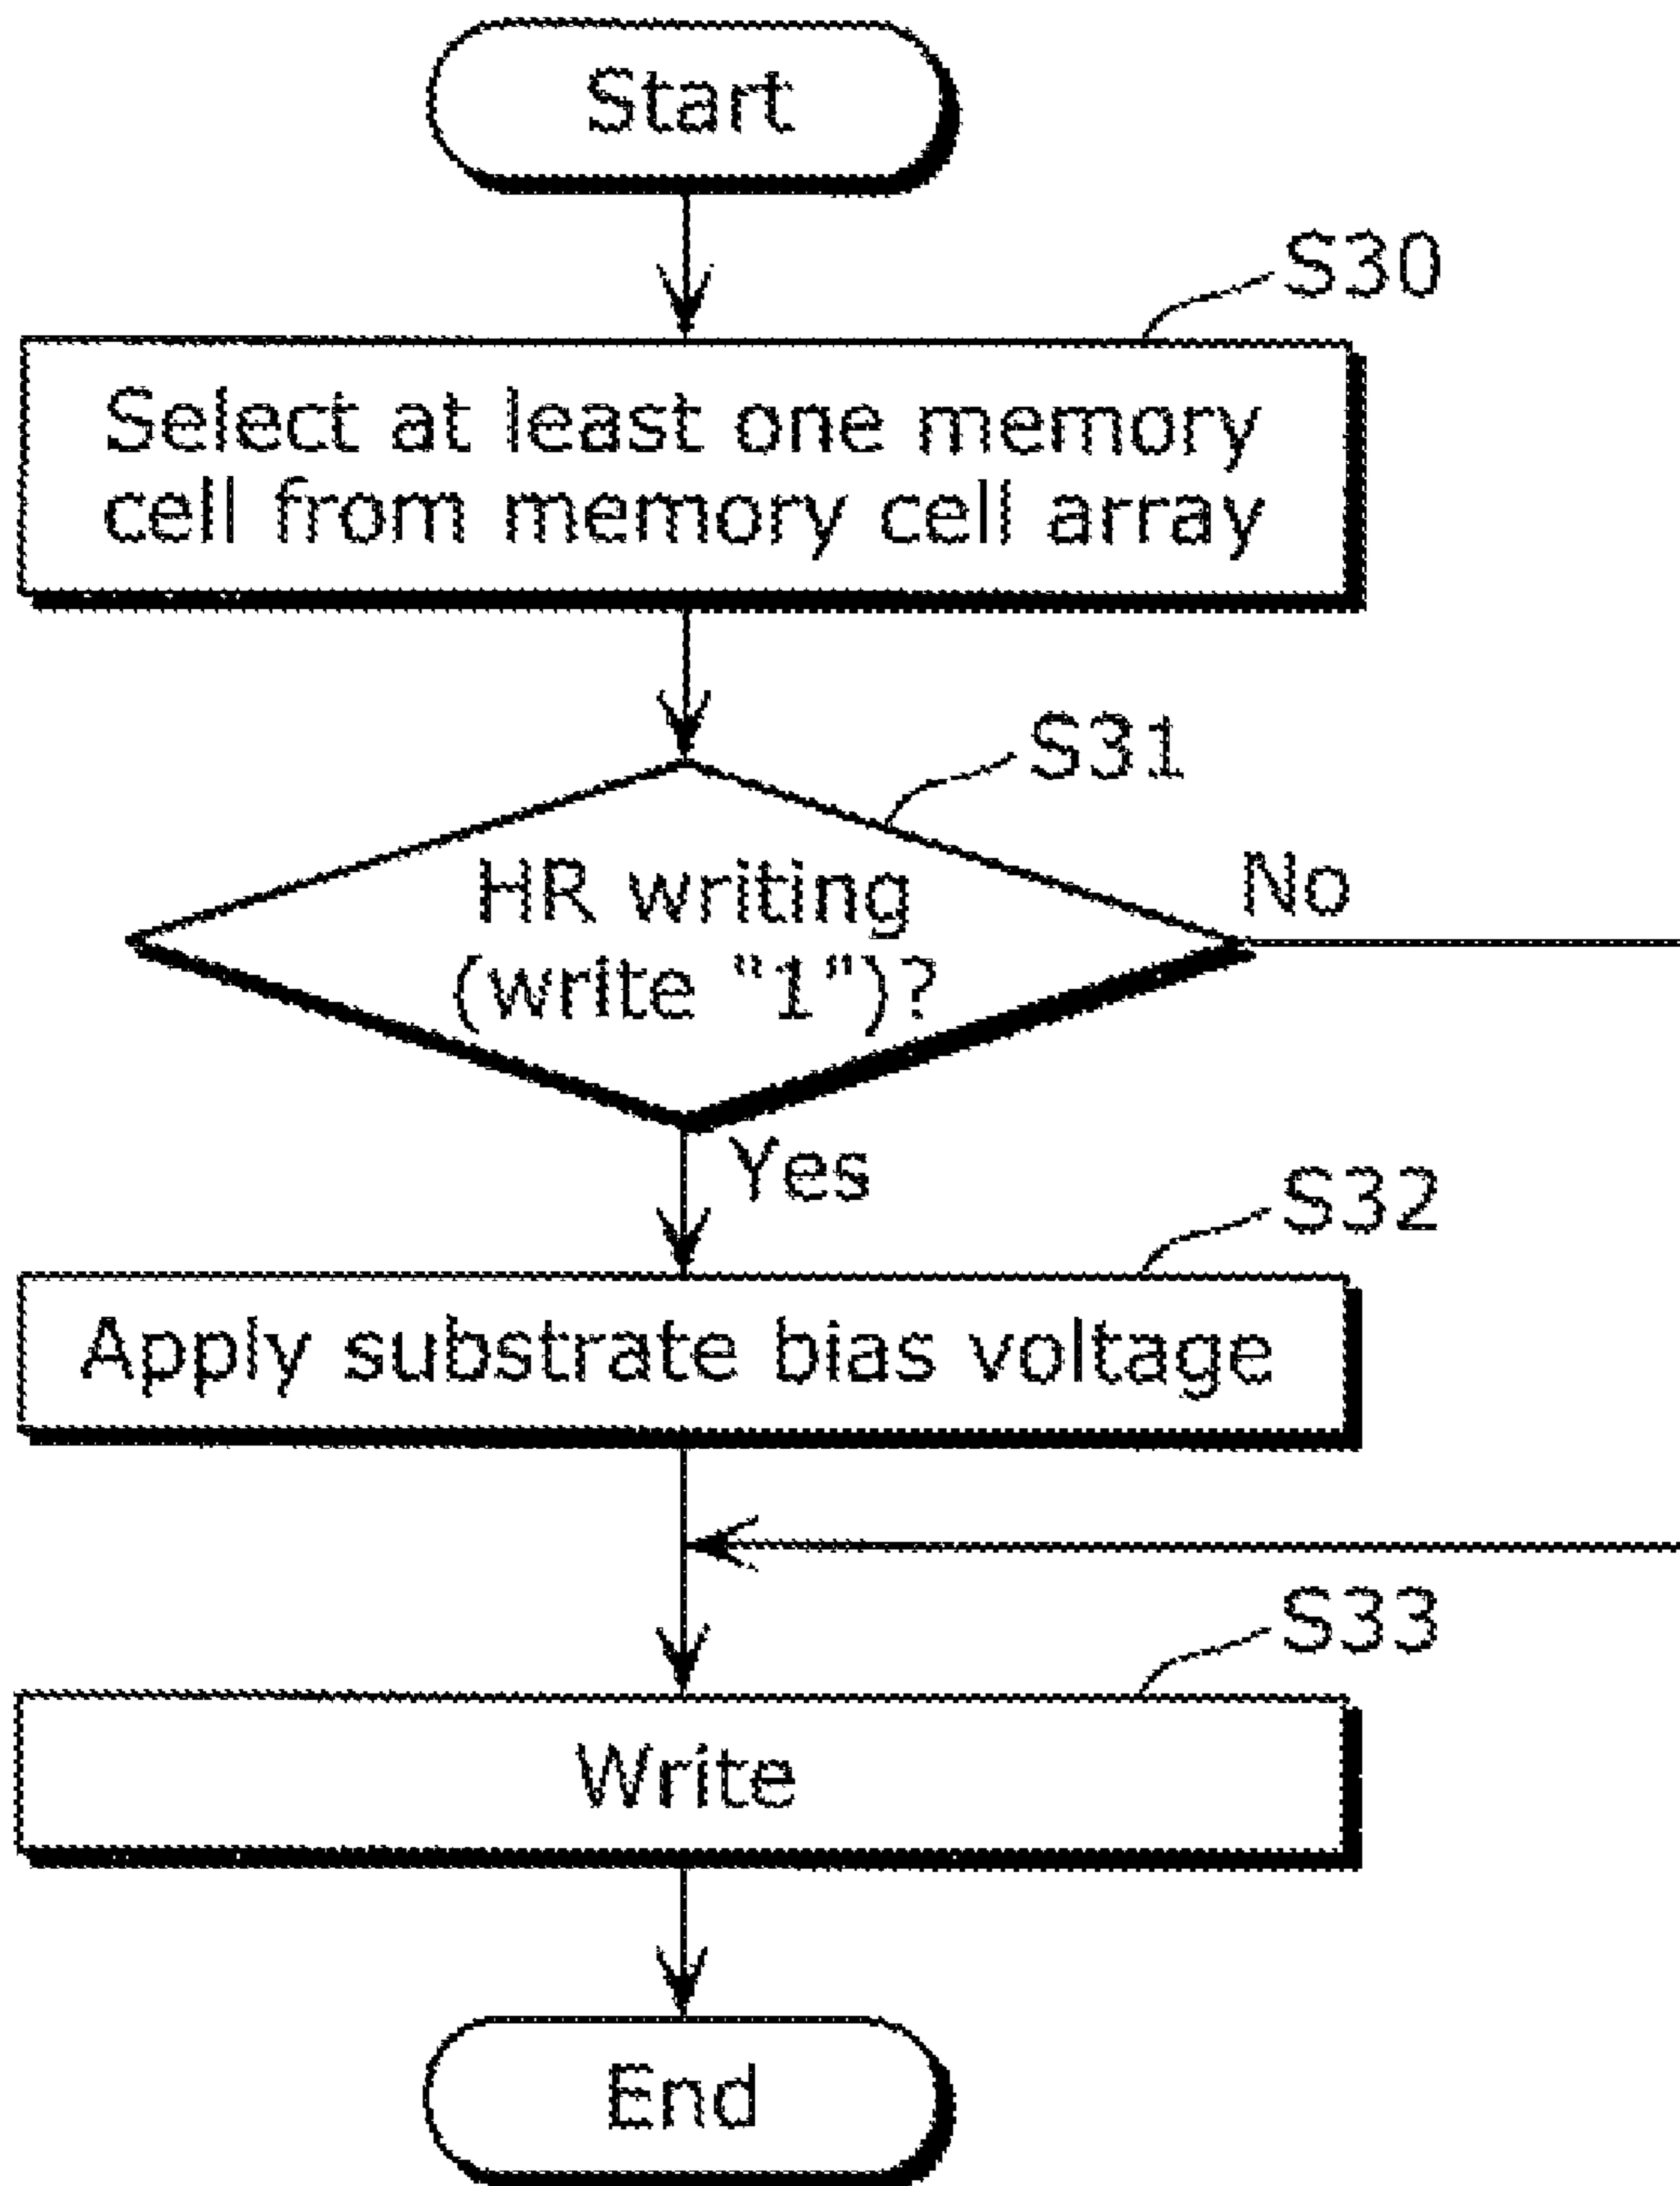 Start
S30
Select at least one memory
cell from memory cell array
S31
HR writing
(write "1")?
No
Yes
S32
Apply substrate bias voltage
S33
Write
End